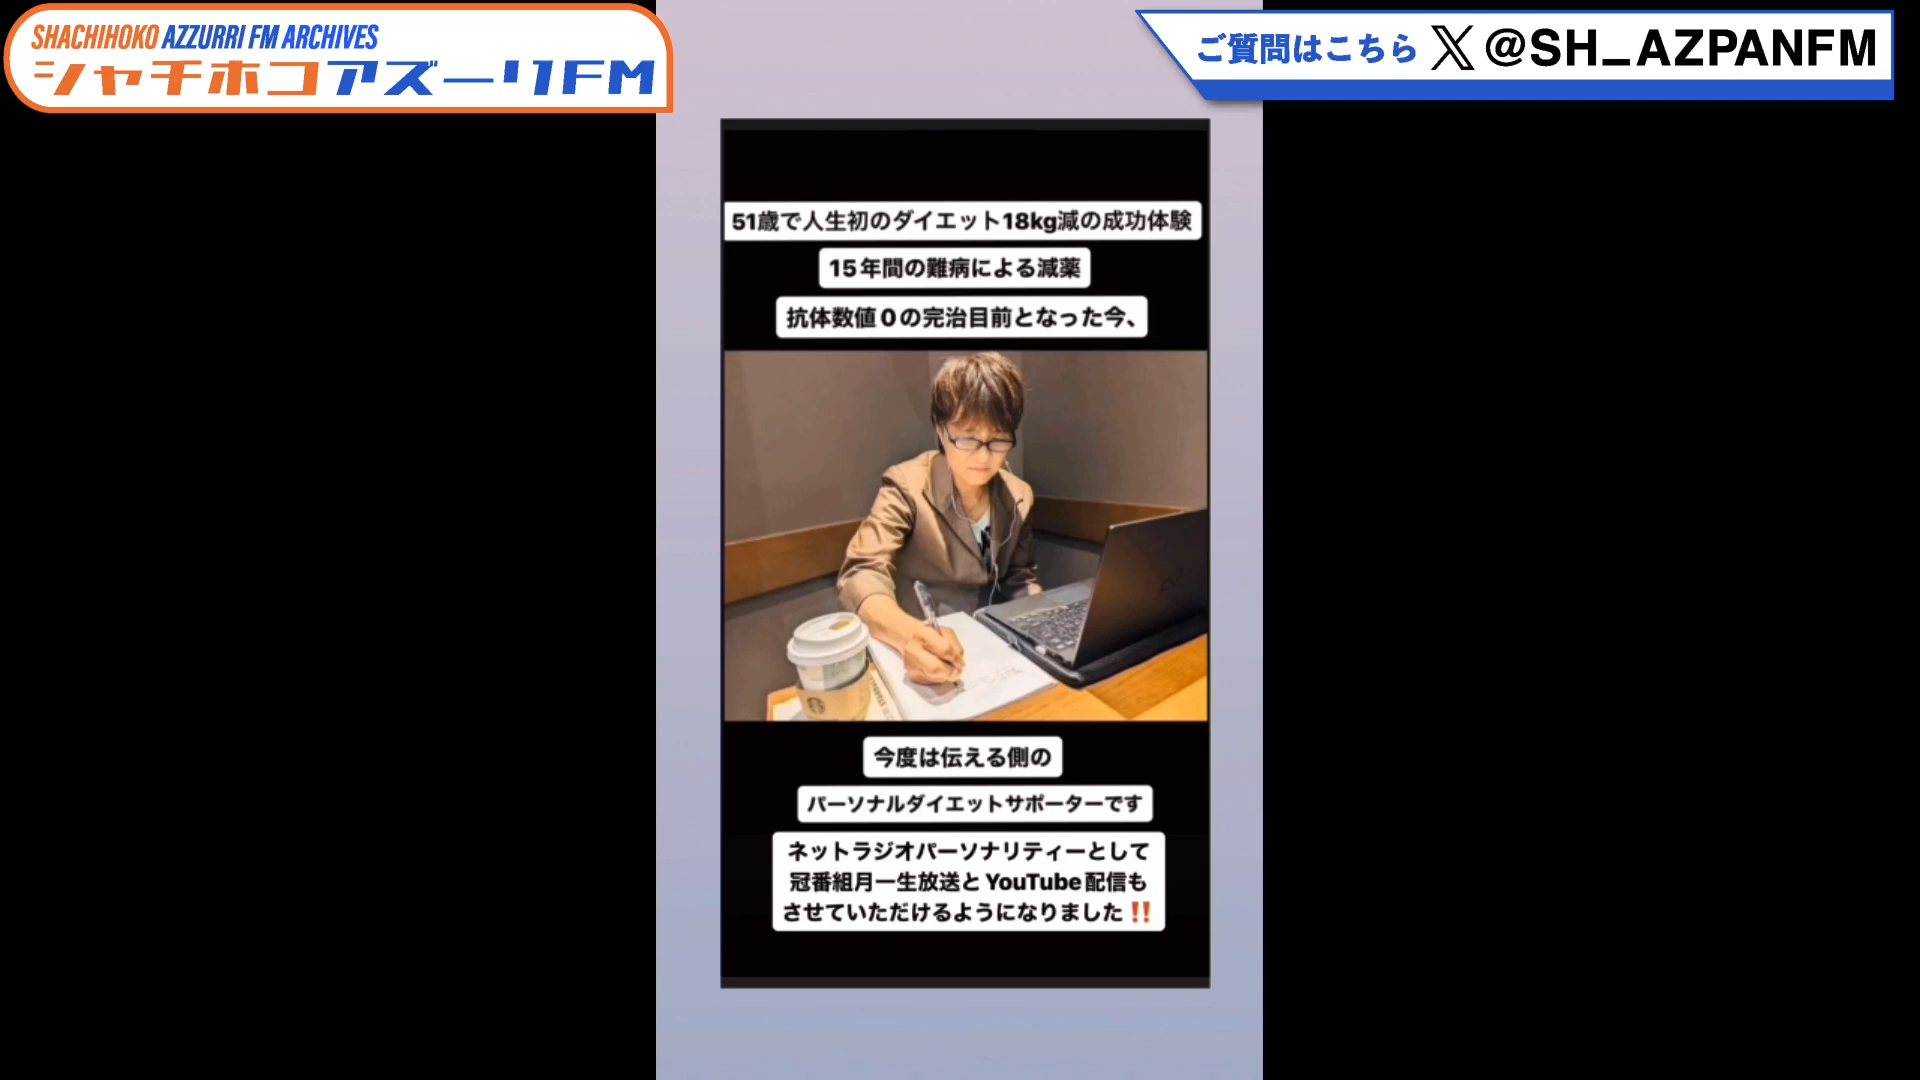 SHACHIHOKO AZZURRI FM ARCHIVES
シャチホコアズーリFM
ご質問はこちら X @SH_AZPANFM
51歳で人生初のダイエット18kg減の成功体験
15年間の難病による減薬
抗体数値0の完治目前となった今、
今度は伝える側の
パーソナルダイエットサポーターです
ネットラジオパーソナリティーとして
冠番組月一生放送とYouTube配信も
させていただけるようになりました‼️